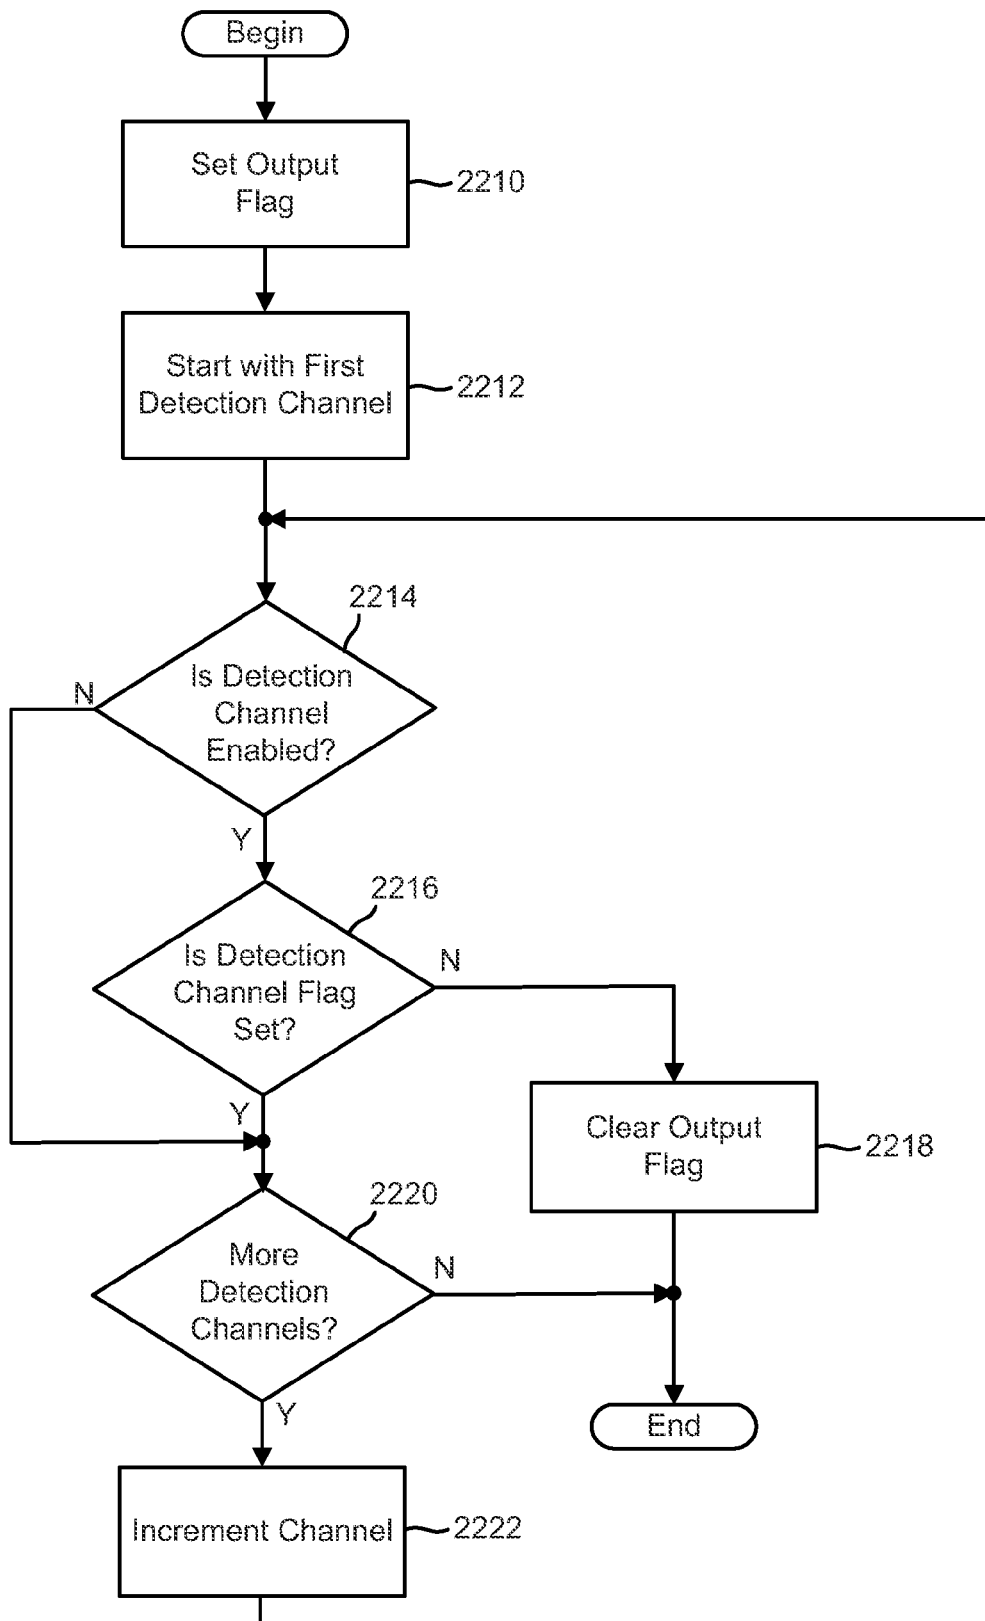 Begin
Set Output
Flag
2210
Start with First
Detection Channel
2212
2214
Is Detection
Channel
Enabled?
N
Y
2216
Is Detection
Channel Flag
Set?
N
Y
Clear Output
Flag
2218
2220
More
Detection
Channels?
N
Y
End
Increment Channel
2222